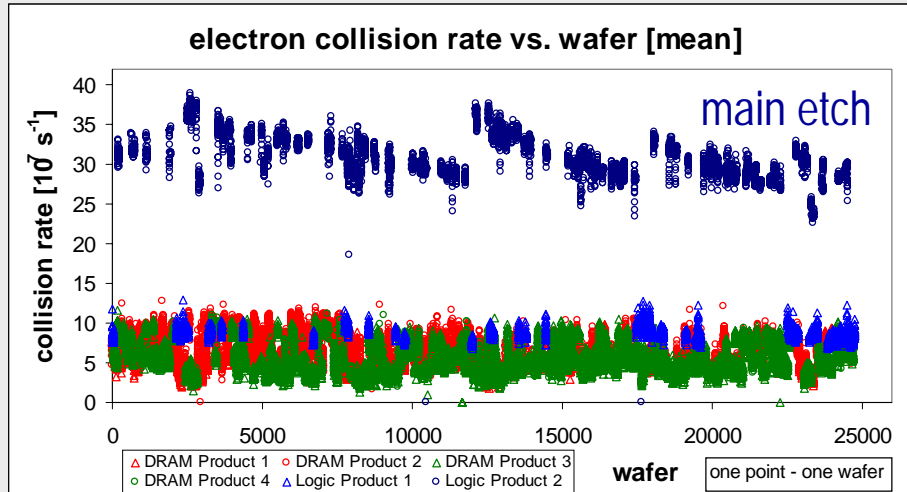 electron collision rate vs. wafer [mean]
main etch
collision rate [10^7 s^-1]
40
35
30
25
20
15
10
5
0
0 5000 10000 15000 20000 25000
wafer
one point - one wafer
△ DRAM Product 1 ○ DRAM Product 2 △ DRAM Product 3
○ DRAM Product 4 △ Logic Product 1 ○ Logic Product 2